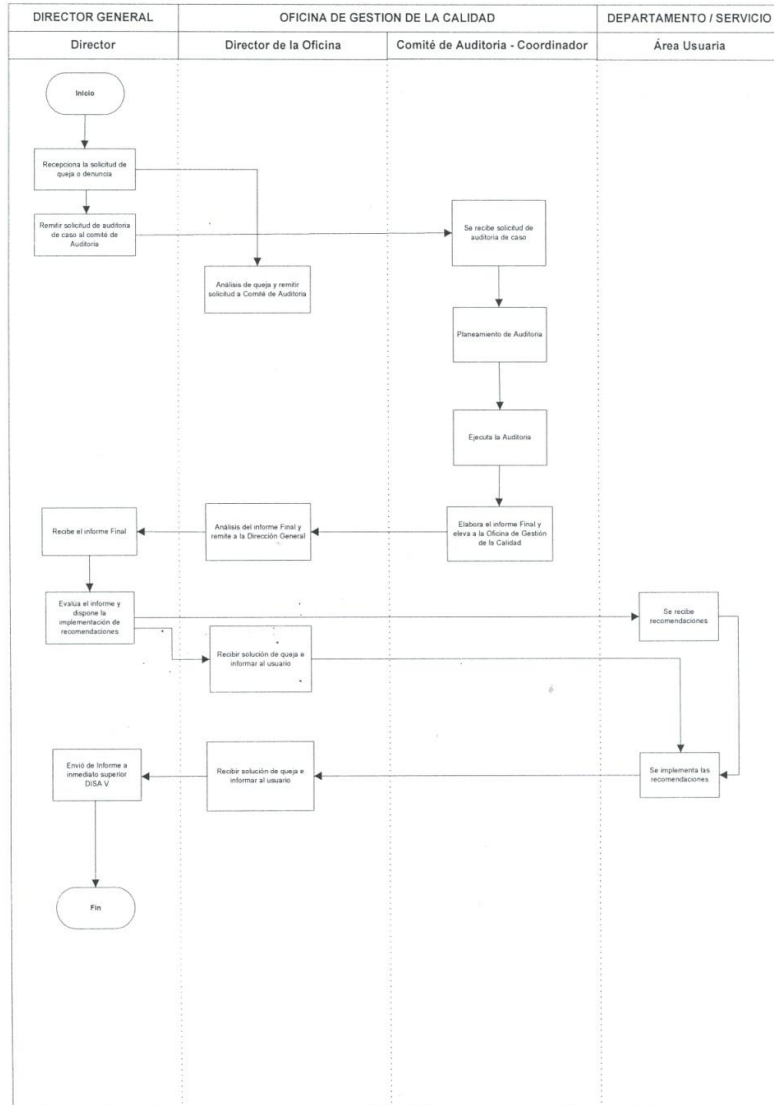 DIRECTOR GENERAL
OFICINA DE GESTION DE LA CALIDAD
DEPARTAMENTO / SERVICIO
Director
Director de la Oficina
Comité de Auditoria - Coordinador
Área Usuaria
Inicio
Recepciona la solicitud de
queja o denuncia
Remitir solicitud de auditoria
de caso al comité de
Auditoria
Se recibe solicitud de
auditoria de caso
Análisis de queja y remitir
solicitud a Comité de Auditoria
Planeamiento de Auditoria
Ejecuta la Auditoria
Recibe el informe Final
Análisis del informe Final y
remite a la Dirección General
Elabora el informe Final y
eleva a la Oficina de Gestión
de la Calidad
Evalúa el informe y
dispone la
implementación de
recomendaciones
Se recibe
recomendaciones
Recibir solución de queja e
informar al usuario
Envió de Informe a
inmediato superior
DISA V
Recibir solución de queja e
informar al usuario
Se implementa las
recomendaciones
Fin